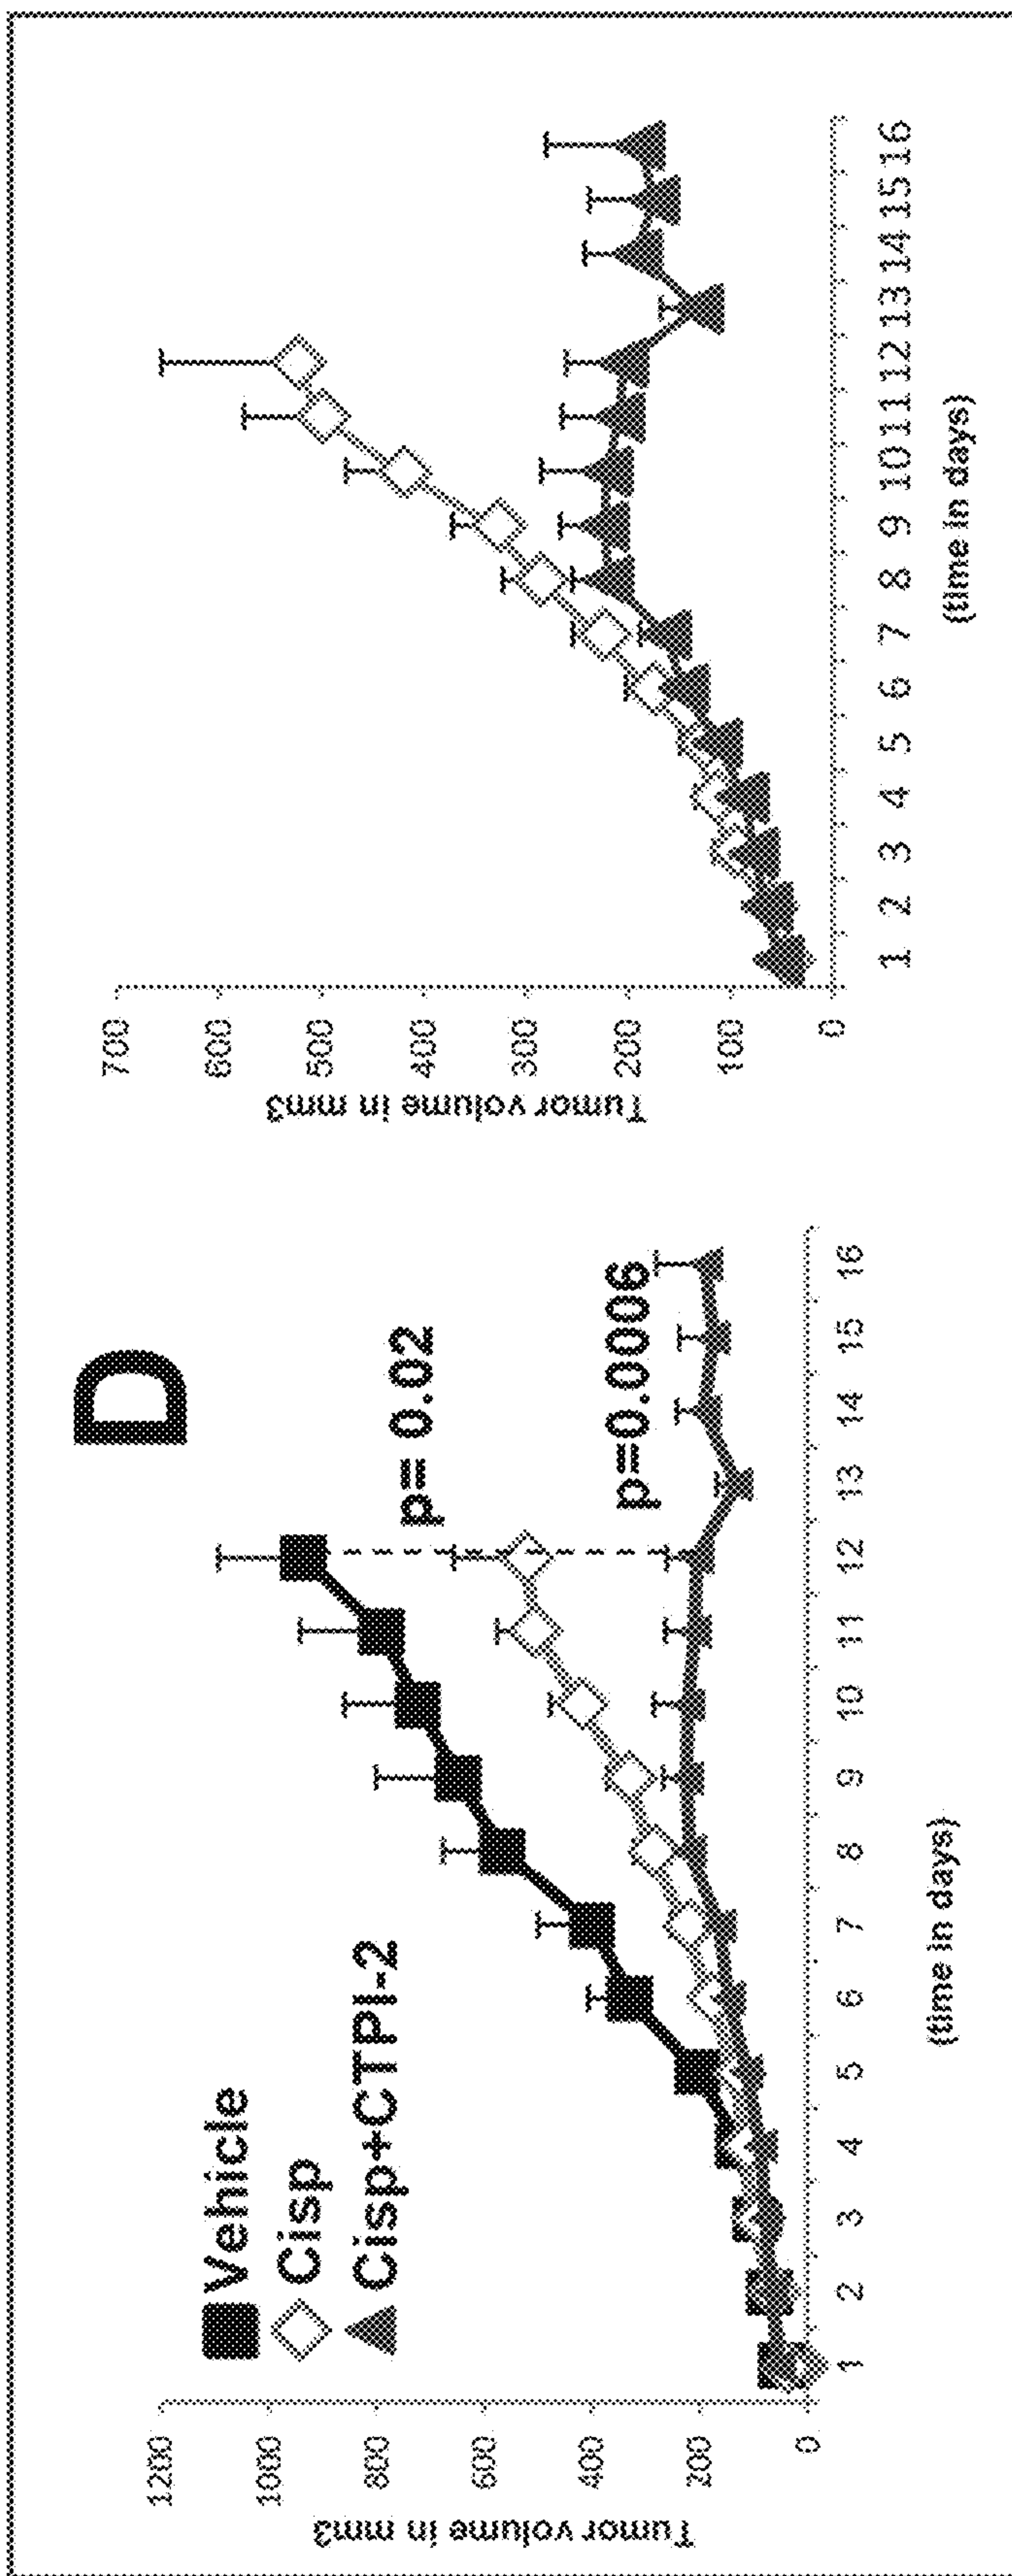 D
Vehicle
Cisp
Cisp+CTPI-2
p= 0.02
p=0.0006
Tumor volume in mm3
1200
1000
800
600
400
200
0
1 2 3 4 5 6 7 8 9 10 11 12 13 14 15 16
(time in days)
Tumor volume in mm3
700
600
500
400
300
200
100
0
1 2 3 4 5 6 7 8 9 10 11 12 13 14 15 16
(time in days)